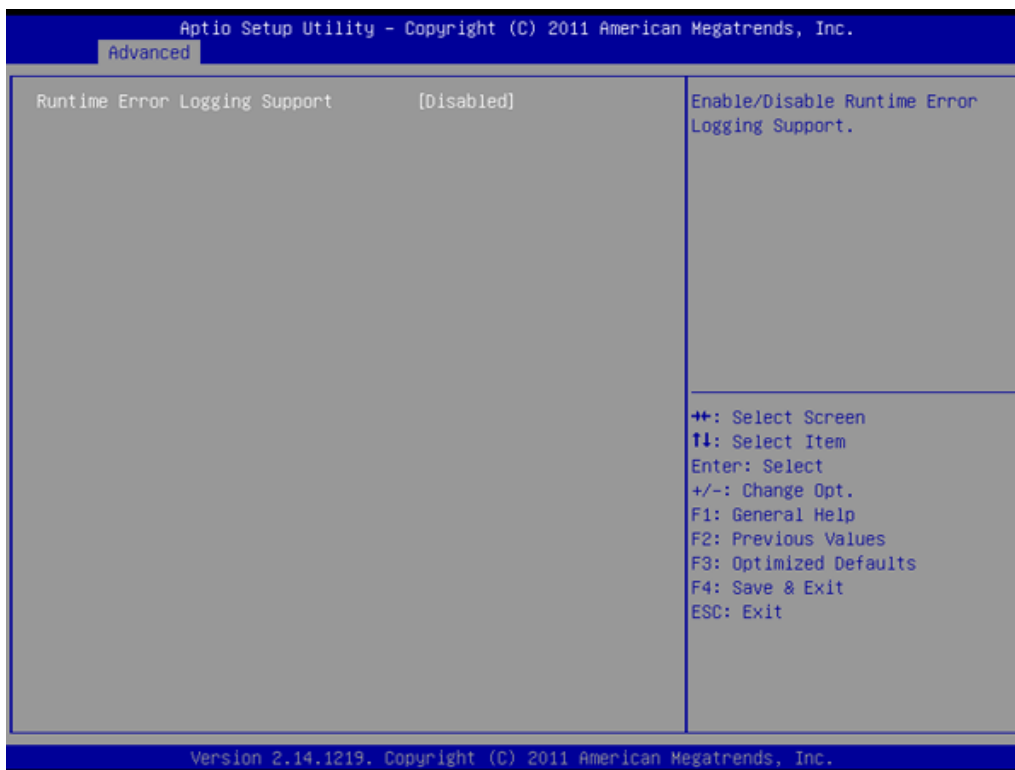 Aptio Setup Utility – Copyright (C) 2011 American Megatrends, Inc.
Advanced
Runtime Error Logging Support [Disabled]
Enable/Disable Runtime Error
Logging Support.
→←: Select Screen
↑↓: Select Item
Enter: Select
+/-: Change Opt.
F1: General Help
F2: Previous Values
F3: Optimized Defaults
F4: Save & Exit
ESC: Exit
Version 2.14.1219. Copyright (C) 2011 American Megatrends, Inc.